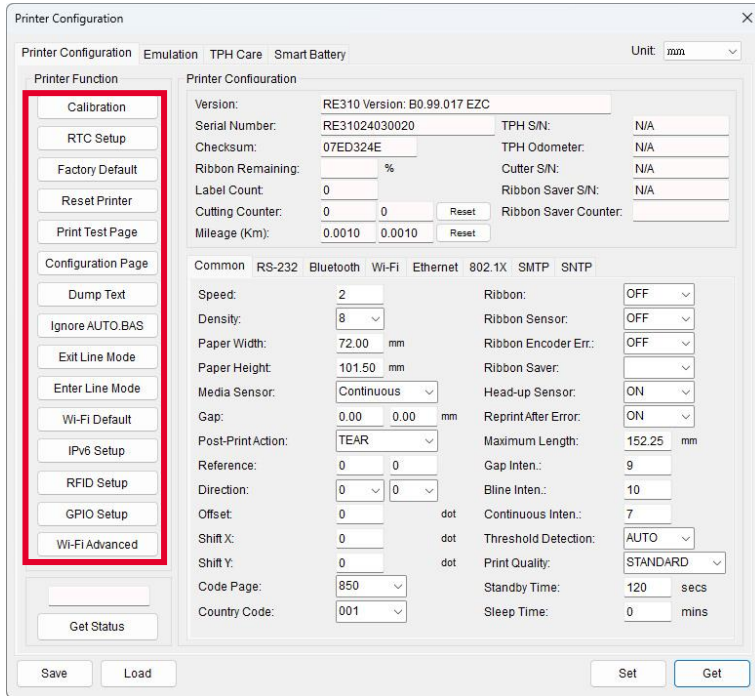 Printer Configuration
Printer Configuration Emulation TPH Care Smart Battery Unit: mm
Printer Function
Calibration
RTC Setup
Factory Default
Reset Printer
Print Test Page
Configuration Page
Dump Text
Ignore AUTO.BAS
Exit Line Mode
Enter Line Mode
Wi-Fi Default
IPv6 Setup
RFID Setup
GPIO Setup
Wi-Fi Advanced
Get Status
Printer Configuration
Version: RE310 Version: B0.99.017 EZC
Serial Number: RE31024030020 TPH S/N: N/A
Checksum: 07ED324E TPH Odometer: N/A
Ribbon Remaining: % Cutter S/N: N/A
Label Count: 0 Ribbon Saver S/N: N/A
Cutting Counter: 0 0 Reset Ribbon Saver Counter:
Mileage (Km): 0.0010 0.0010 Reset
Common RS-232 Bluetooth Wi-Fi Ethernet 802.1X SMTP SNTP
Speed: 2 Ribbon: OFF
Density: 8 Ribbon Sensor: OFF
Paper Width: 72.00 mm Ribbon Encoder Err.: OFF
Paper Height: 101.50 mm Ribbon Saver:
Media Sensor: Continuous Head-up Sensor: ON
Gap: 0.00 0.00 mm Reprint After Error: ON
Post-Print Action: TEAR Maximum Length: 152.25 mm
Reference: 0 0 Gap Inten.: 9
Direction: 0 0 Bline Inten.: 10
Offset: 0 dot Continuous Inten.: 7
Shift X: 0 dot Threshold Detection: AUTO
Shift Y: 0 dot Print Quality: STANDARD
Code Page: 850 Standby Time: 120 secs
Country Code: 001 Sleep Time: 0 mins
Save Load Set Get